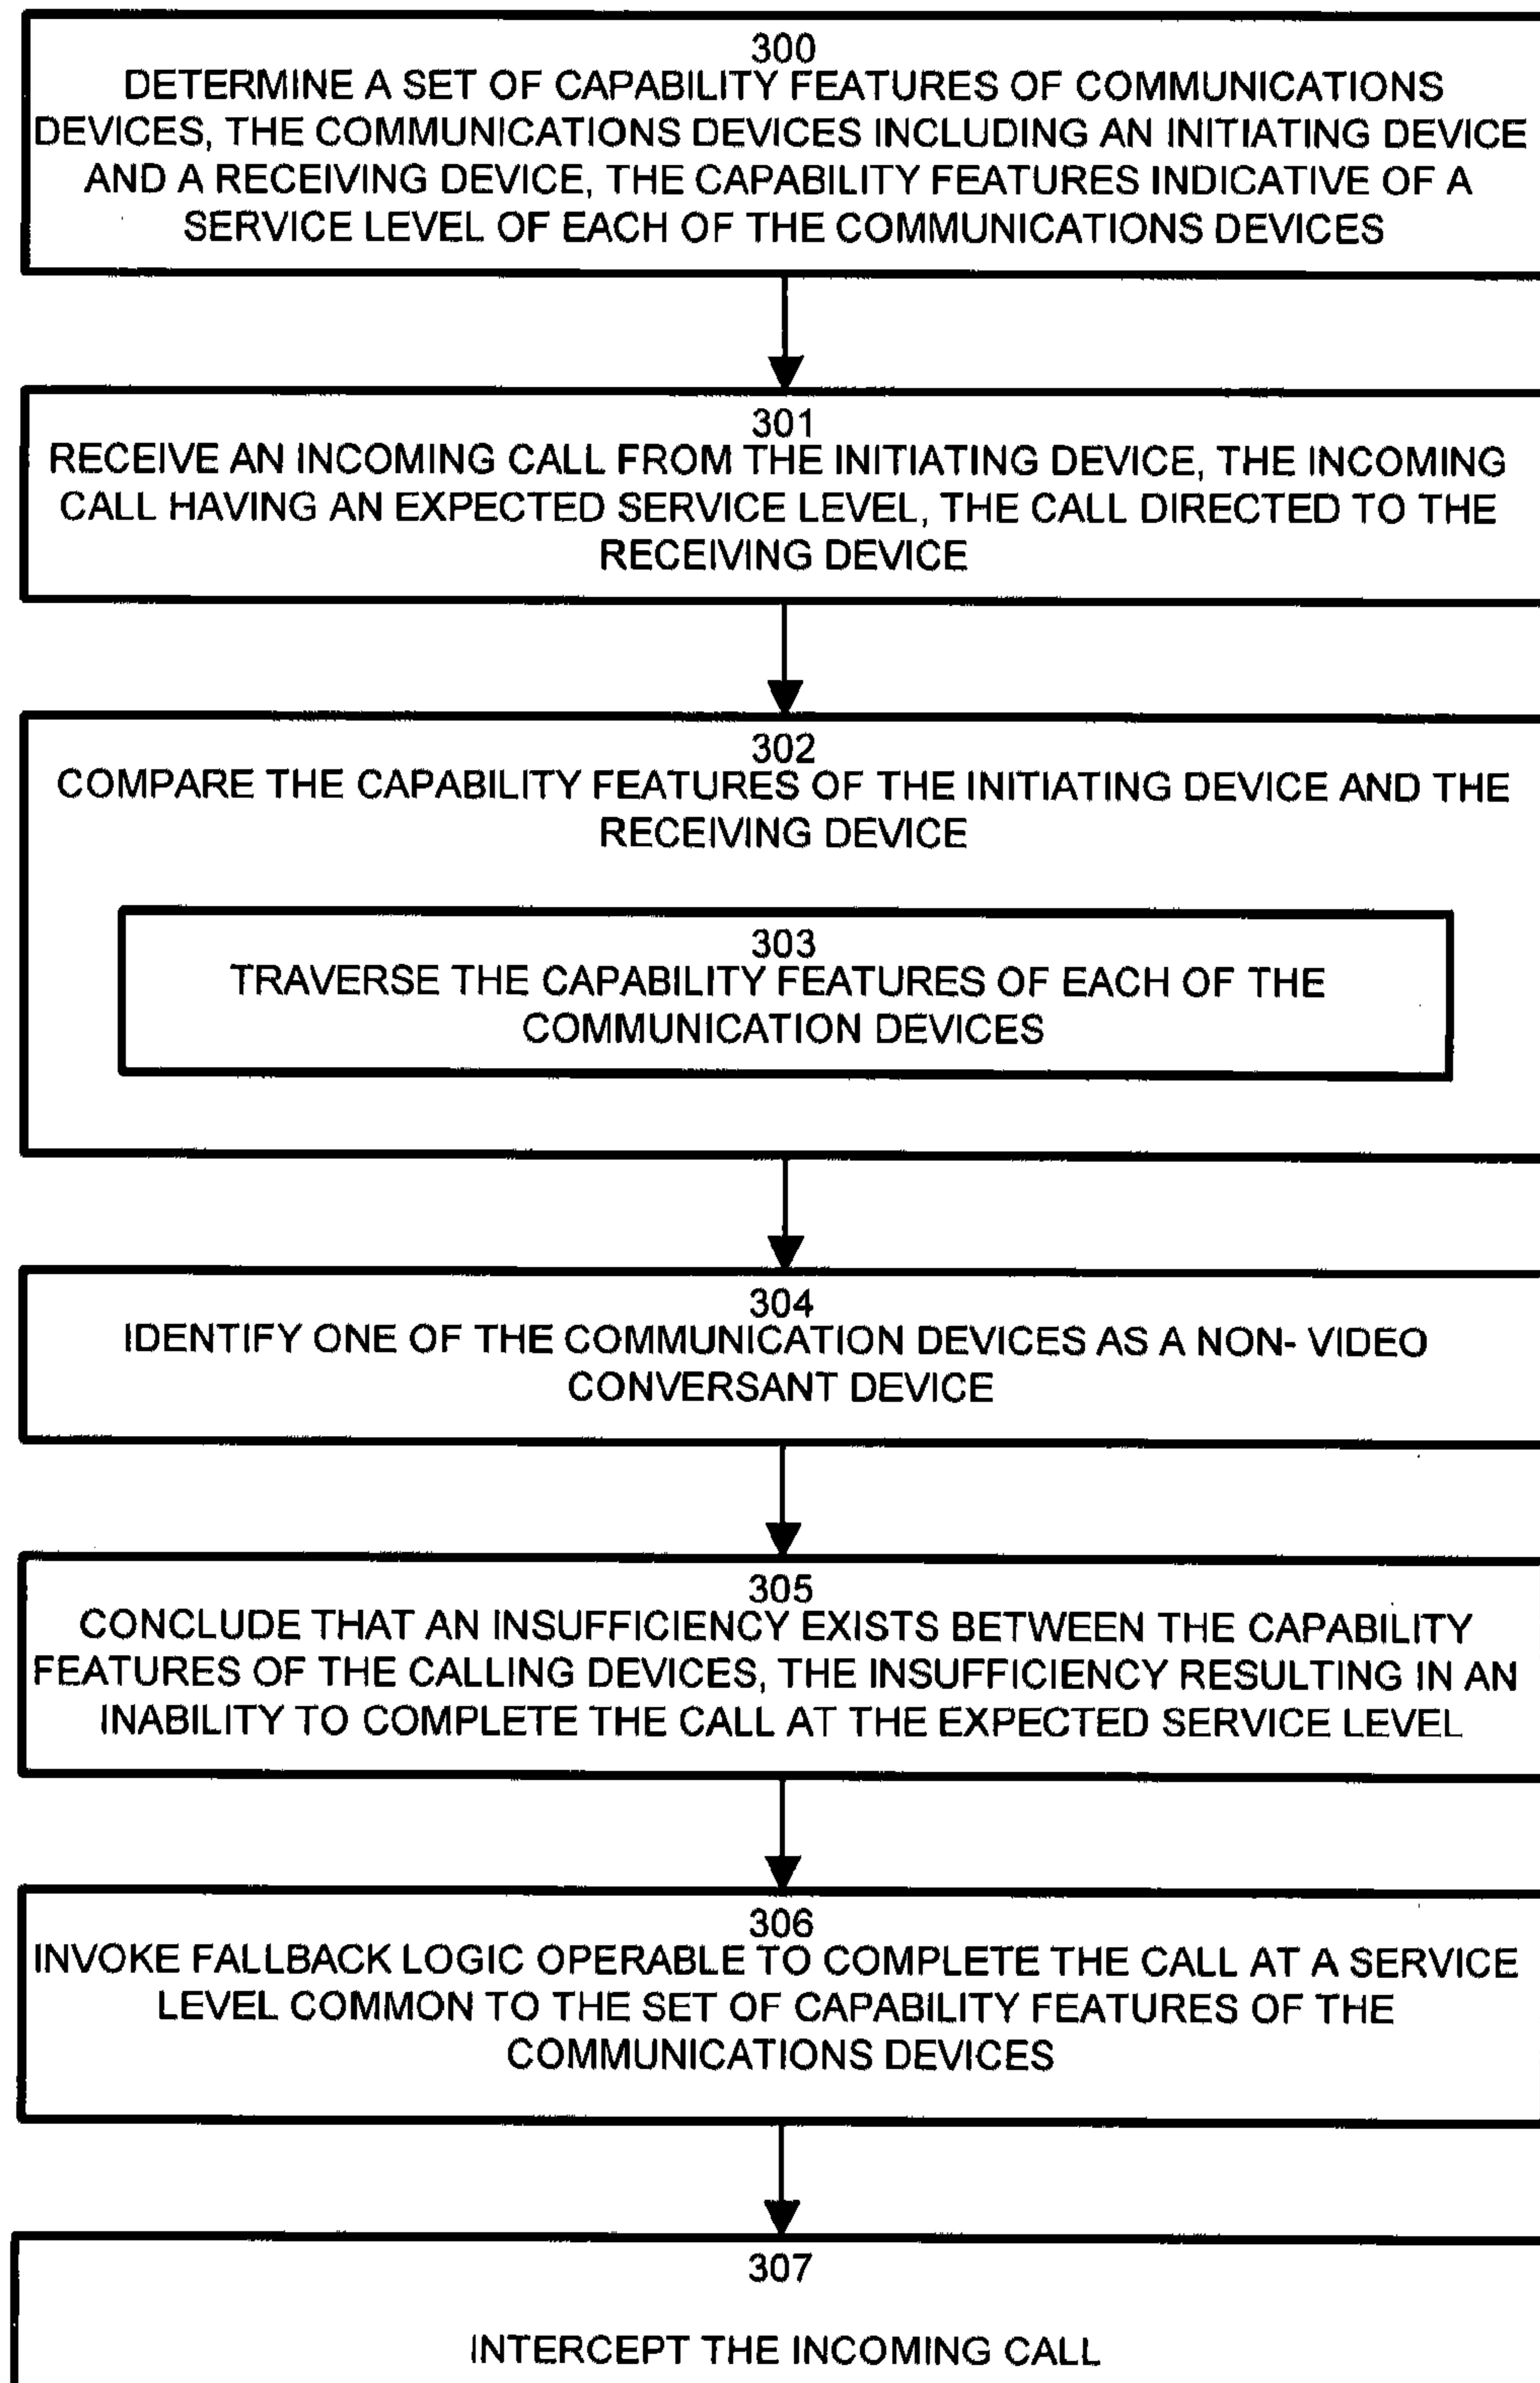 300
DETERMINE A SET OF CAPABILITY FEATURES OF COMMUNICATIONS
DEVICES, THE COMMUNICATIONS DEVICES INCLUDING AN INITIATING DEVICE
AND A RECEIVING DEVICE, THE CAPABILITY FEATURES INDICATIVE OF A
SERVICE LEVEL OF EACH OF THE COMMUNICATIONS DEVICES
301
RECEIVE AN INCOMING CALL FROM THE INITIATING DEVICE, THE INCOMING
CALL HAVING AN EXPECTED SERVICE LEVEL, THE CALL DIRECTED TO THE
RECEIVING DEVICE
302
COMPARE THE CAPABILITY FEATURES OF THE INITIATING DEVICE AND THE
RECEIVING DEVICE
303
TRAVERSE THE CAPABILITY FEATURES OF EACH OF THE
COMMUNICATION DEVICES
304
IDENTIFY ONE OF THE COMMUNICATION DEVICES AS A NON- VIDEO
CONVERSANT DEVICE
305
CONCLUDE THAT AN INSUFFICIENCY EXISTS BETWEEN THE CAPABILITY
FEATURES OF THE CALLING DEVICES, THE INSUFFICIENCY RESULTING IN AN
INABILITY TO COMPLETE THE CALL AT THE EXPECTED SERVICE LEVEL
306
INVOKE FALLBACK LOGIC OPERABLE TO COMPLETE THE CALL AT A SERVICE
LEVEL COMMON TO THE SET OF CAPABILITY FEATURES OF THE
COMMUNICATIONS DEVICES
307
INTERCEPT THE INCOMING CALL